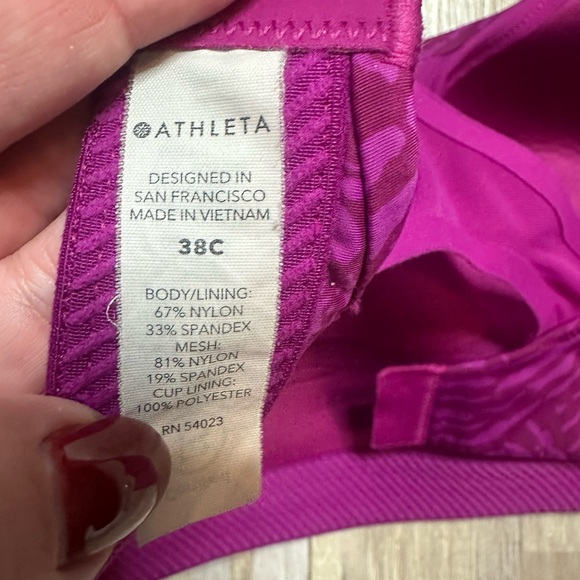 ATHLETA
DESIGNED IN
SAN FRANCISCO
MADE IN VIETNAM
38C
BODY/LINING:
67% NYLON
33% SPANDEX
MESH:
81% NYLON
19% SPANDEX
CUP LINING:
100% POLYESTER
RN 54023